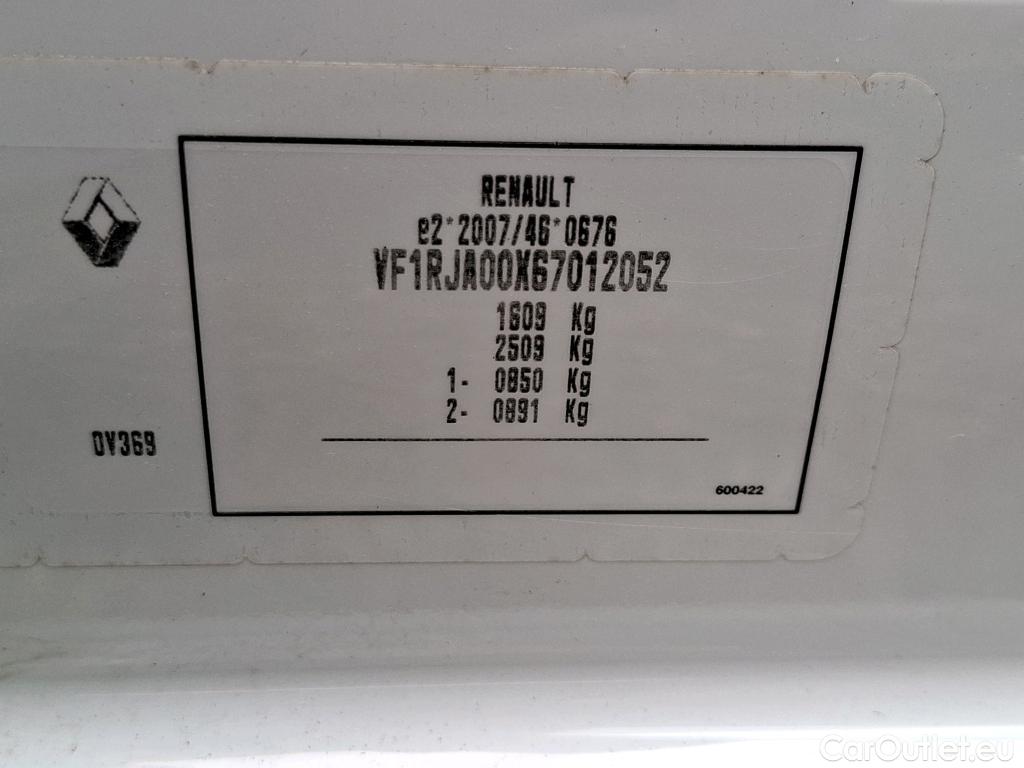 RENAULT
e2*2007/46*0676
VF1RJA00X67012052
1609 Kg
2509 Kg
1- 0850 Kg
2- 0891 Kg
0V369
600422
CarOutlet.eu